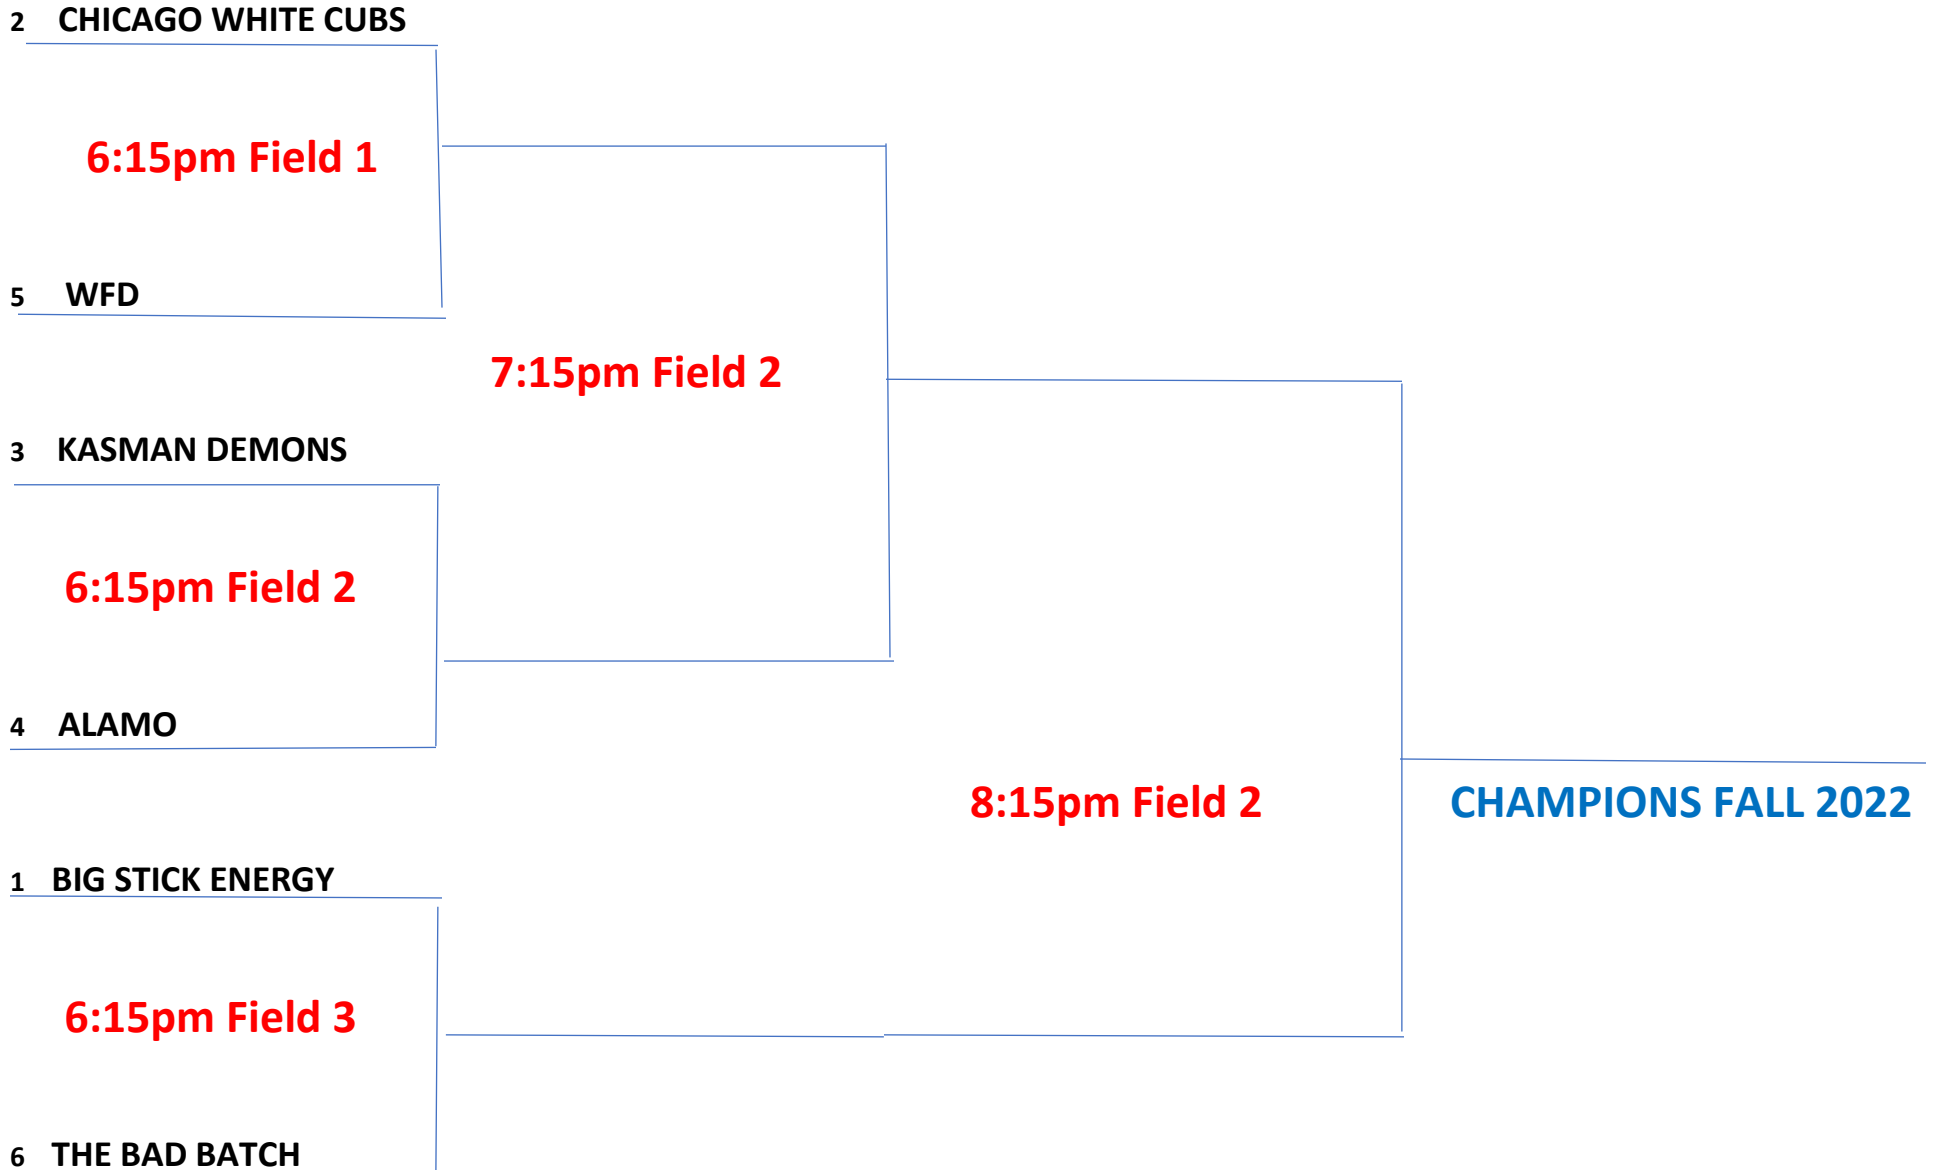 2 CHICAGO WHITE CUBS
6:15pm Field 1
5 WFD
7:15pm Field 2
3 KASMAN DEMONS
6:15pm Field 2
4 ALAMO
8:15pm Field 2
CHAMPIONS FALL 2022
1 BIG STICK ENERGY
6:15pm Field 3
6 THE BAD BATCH